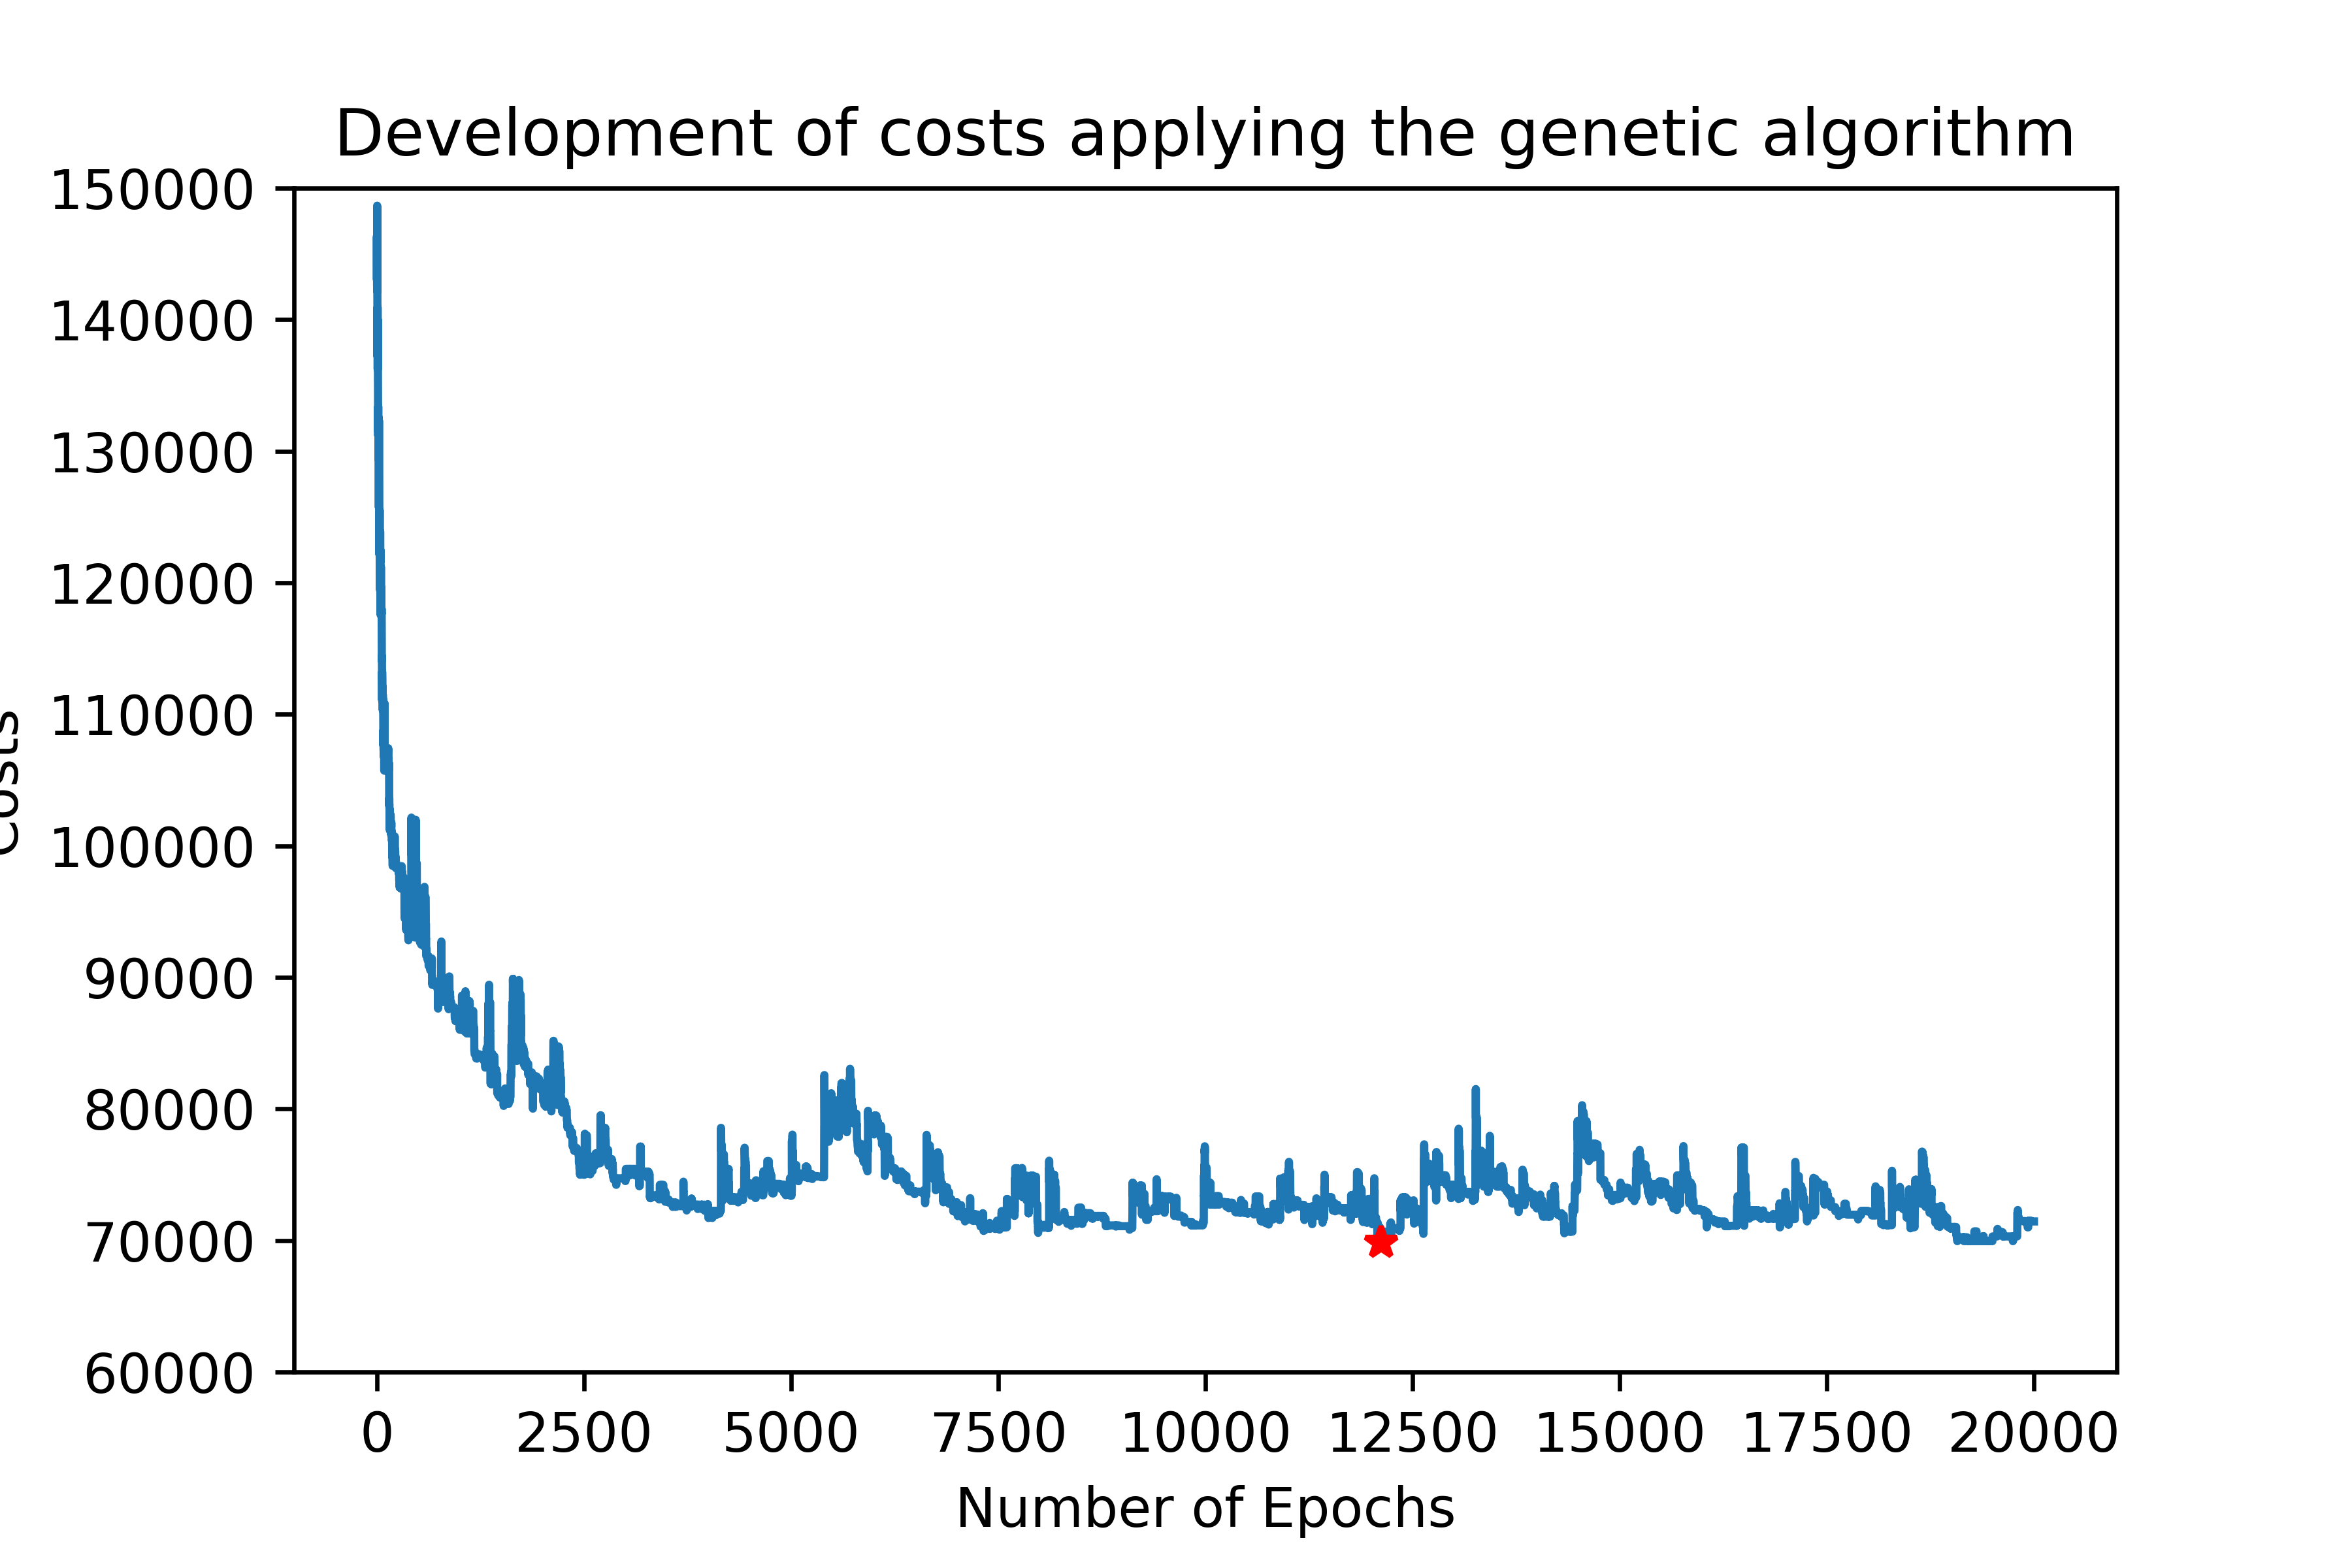 Development of costs applying the genetic algorithm
150000
140000
130000
120000
110000
100000
90000
80000
70000
60000
Costs
0 2500 5000 7500 10000 12500 15000 17500 20000
Number of Epochs